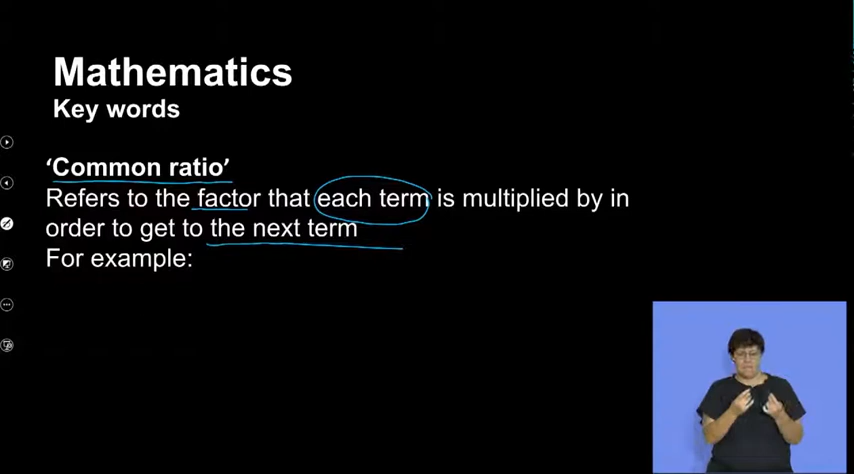 Mathematics
Key words
‘Common ratio’
Refers to the factor that each term is multiplied by in
order to get to the next term
For example: